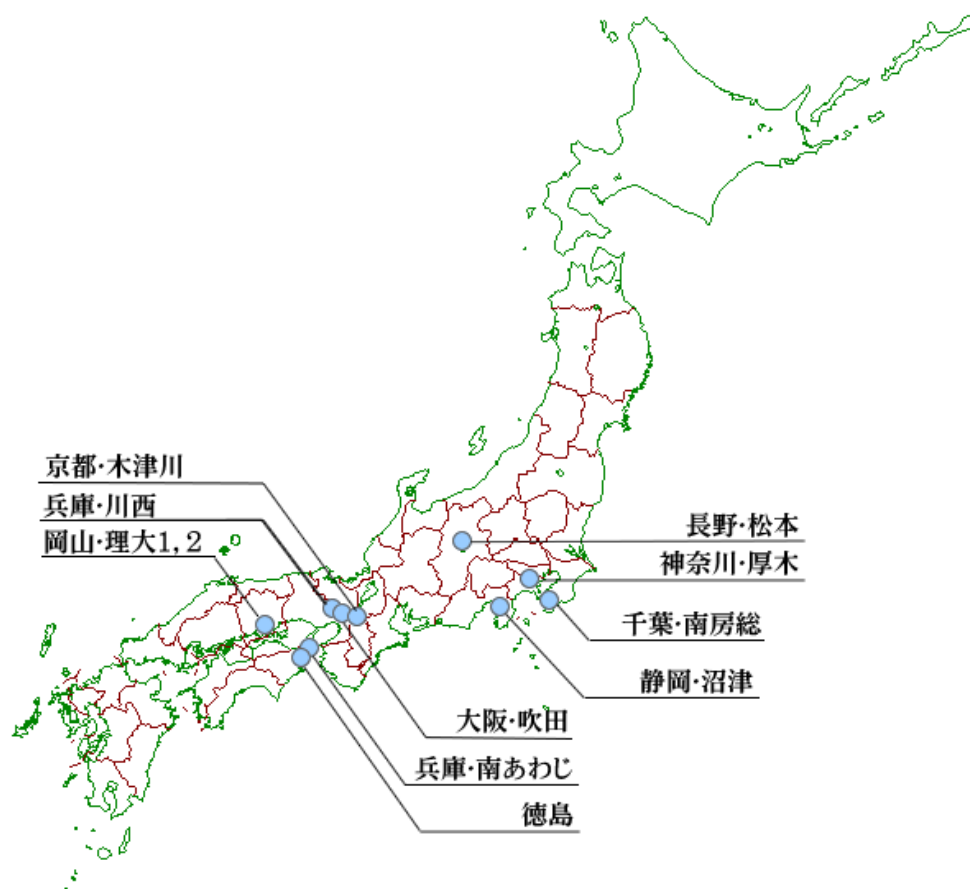 京都・木津川
兵庫・川西
岡山・理大1,2
長野・松本
神奈川・厚木
千葉・南房総
静岡・沼津
大阪・吹田
兵庫・南あわじ
徳島